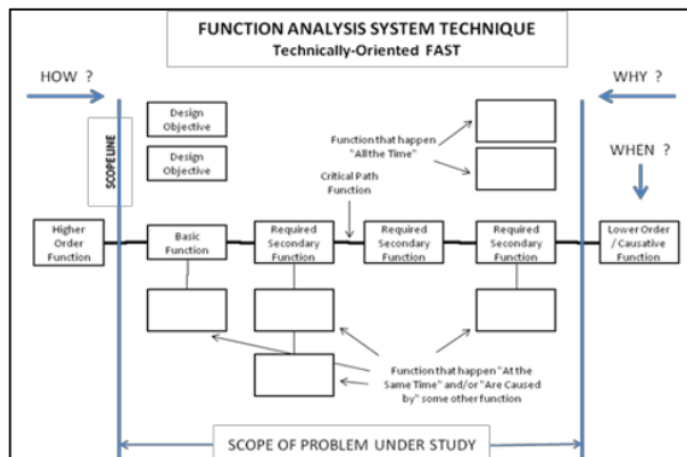 FUNCTION ANALYSIS SYSTEM TECHNIQUE
Technically-Oriented FAST
HOW ?
WHY ?
SCOPE LINE
Design
Objective
Design
Objective
Function that happen
"All the Time"
Critical Path
Function
WHEN ?
Higher
Order
Function
Basic
Function
Required
Secondary
Function
Required
Secondary
Function
Required
Secondary
Function
Lower Order
/ Causative
Function
Function that happen "At the
Same Time" and/or "Are Caused
by" some other function
SCOPE OF PROBLEM UNDER STUDY